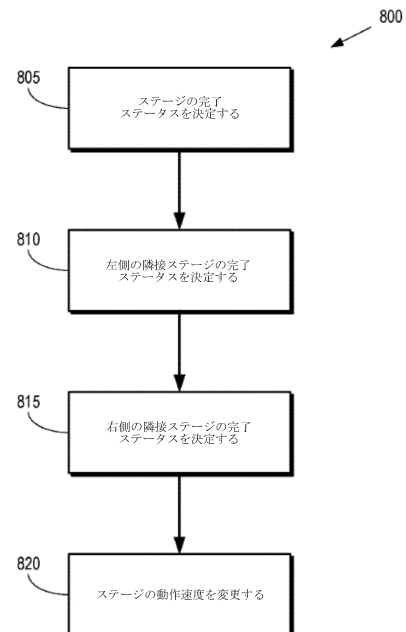 800
805
ステージの完了
ステータスを決定する
810
左側の隣接ステージの完了
ステータスを決定する
815
右側の隣接ステージの完了
ステータスを決定する
820
ステージの動作速度を変更する